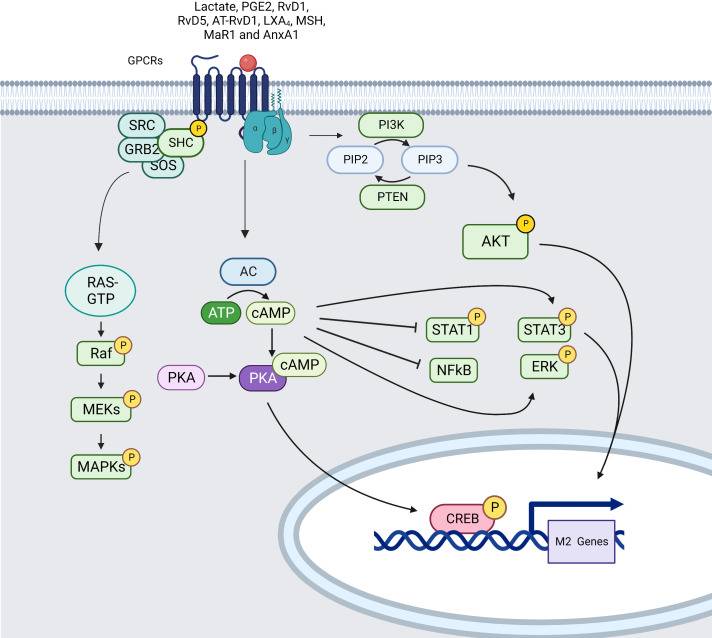 Lactate, PGE2, RvD1,
RvD5, AT-RvD1, LXA₄, MSH,
MaR1 and AnxA1
GPCRs
P
SRC
SHC
GRB2
SOS
α
β
γ
PI3K
PIP2
PIP3
PTEN
P
AKT
RAS-
GTP
AC
ATP
cAMP
P
Raf
P
STAT1
P
STAT3
P
ERK
NFkB
cAMP
PKA
PKA
P
MEKs
P
MAPKs
P
CREB
M2 Genes